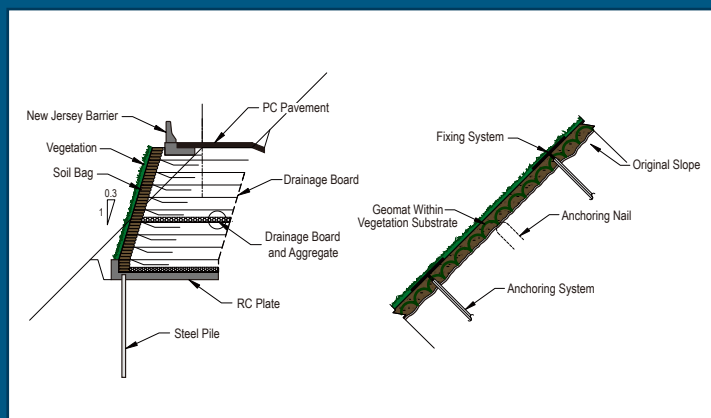 PC Pavement
New Jersey Barrier
Vegetation
Soil Bag
0.3
1
Drainage Board
Drainage Board
and Aggregate
RC Plate
Steel Pile
Fixing System
Original Slope
Geomat Within
Vegetation Substrate
Anchoring Nail
Anchoring System